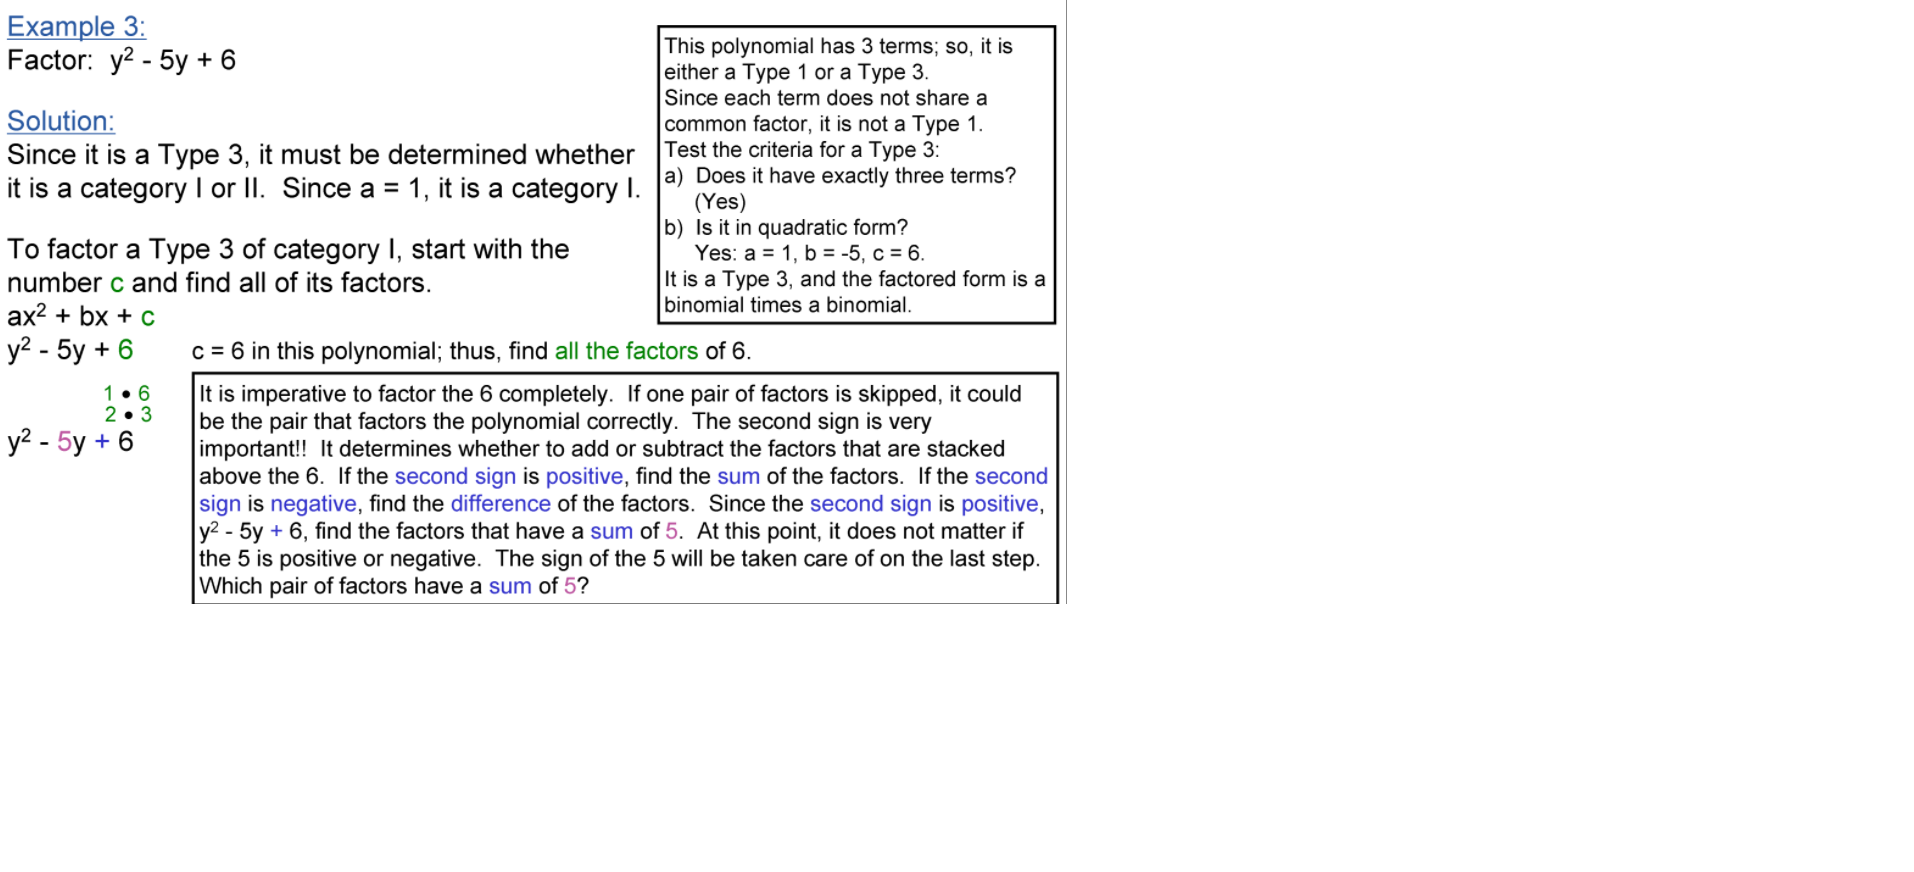 Example 3:
Factor:  y² - 5y + 6
Solution:
Since it is a Type 3, it must be determined whether
it is a category I or II.  Since a = 1, it is a category I.
To factor a Type 3 of category I, start with the
number c and find all of its factors.
ax² + bx + c
y² - 5y + 6
c = 6 in this polynomial; thus, find all the factors of 6.
1 • 6
2 • 3
y² - 5y + 6
This polynomial has 3 terms; so, it is
either a Type 1 or a Type 3.
Since each term does not share a
common factor, it is not a Type 1.
Test the criteria for a Type 3:
a)  Does it have exactly three terms?
(Yes)
b)  Is it in quadratic form?
Yes: a = 1, b = -5, c = 6.
It is a Type 3, and the factored form is a
binomial times a binomial.
It is imperative to factor the 6 completely.  If one pair of factors is skipped, it could
be the pair that factors the polynomial correctly.  The second sign is very
important!!  It determines whether to add or subtract the factors that are stacked
above the 6.  If the second sign is positive, find the sum of the factors.  If the second
sign is negative, find the difference of the factors.  Since the second sign is positive,
y² - 5y + 6, find the factors that have a sum of 5.  At this point, it does not matter if
the 5 is positive or negative.  The sign of the 5 will be taken care of on the last step.
Which pair of factors have a sum of 5?